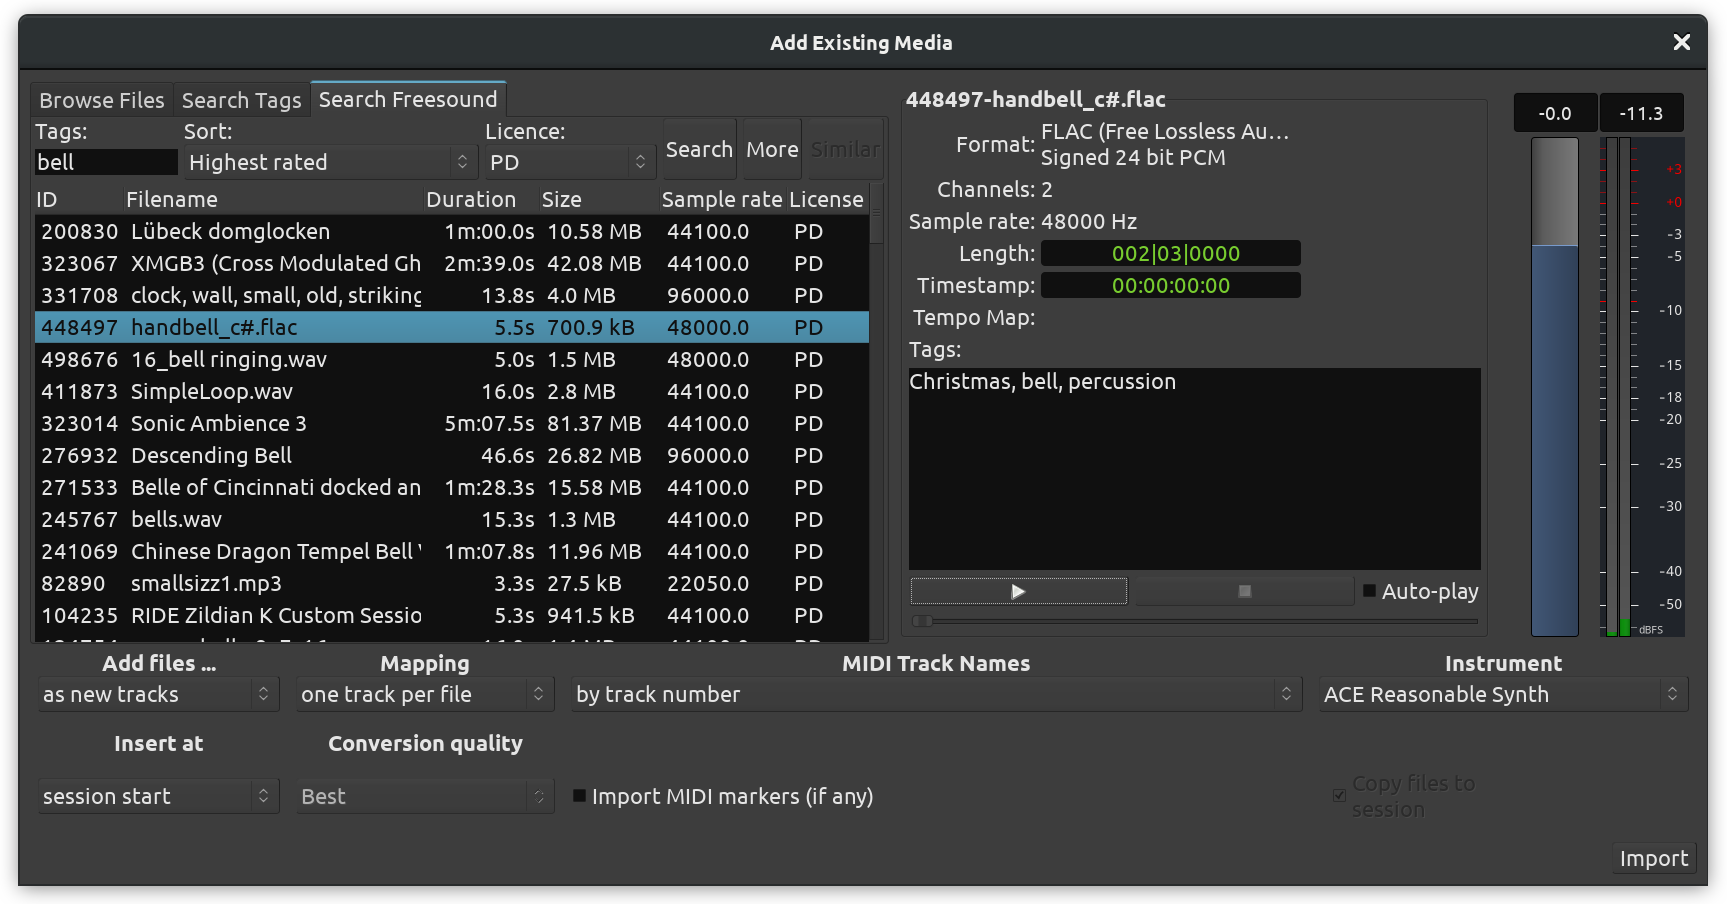 Add Existing Media
Browse Files Search Tags Search Freesound
Tags: Sort: Licence:
bell Highest rated PD Search More Similar
ID Filename Duration Size Sample rate License
200830 Lübeck domglocken 1m:00.0s 10.58 MB 44100.0 PD
323067 XMGB3 (Cross Modulated Gh 2m:39.0s 42.08 MB 44100.0 PD
331708 clock, wall, small, old, striking 13.8s 4.0 MB 96000.0 PD
448497 handbell_c#.flac 5.5s 700.9 kB 48000.0 PD
498676 16_bell ringing.wav 5.0s 1.5 MB 48000.0 PD
411873 SimpleLoop.wav 16.0s 2.8 MB 44100.0 PD
323014 Sonic Ambience 3 5m:07.5s 81.37 MB 44100.0 PD
276932 Descending Bell 46.6s 26.82 MB 96000.0 PD
271533 Belle of Cincinnati docked an 1m:28.3s 15.58 MB 44100.0 PD
245767 bells.wav 15.3s 1.3 MB 44100.0 PD
241069 Chinese Dragon Tempel Bell 1m:07.8s 11.96 MB 44100.0 PD
82890 smallsizz1.mp3 3.3s 27.5 kB 22050.0 PD
104235 RIDE Zildian K Custom Sessio 5.3s 941.5 kB 44100.0 PD
448497-handbell_c#.flac
Format: FLAC (Free Lossless Au...
Signed 24 bit PCM
Channels: 2
Sample rate: 48000 Hz
Length: 002|03|0000
Timestamp: 00:00:00:00
Tempo Map:
Tags:
Christmas, bell, percussion
Auto-play
-0.0 -11.3
+3
+0
-3
-5
-10
-15
-18
-20
-25
-30
-40
-50
dBFS
Add files ... Mapping MIDI Track Names Instrument
as new tracks one track per file by track number ACE Reasonable Synth
Insert at Conversion quality
session start Best Import MIDI markers (if any) Copy files to
session
Import